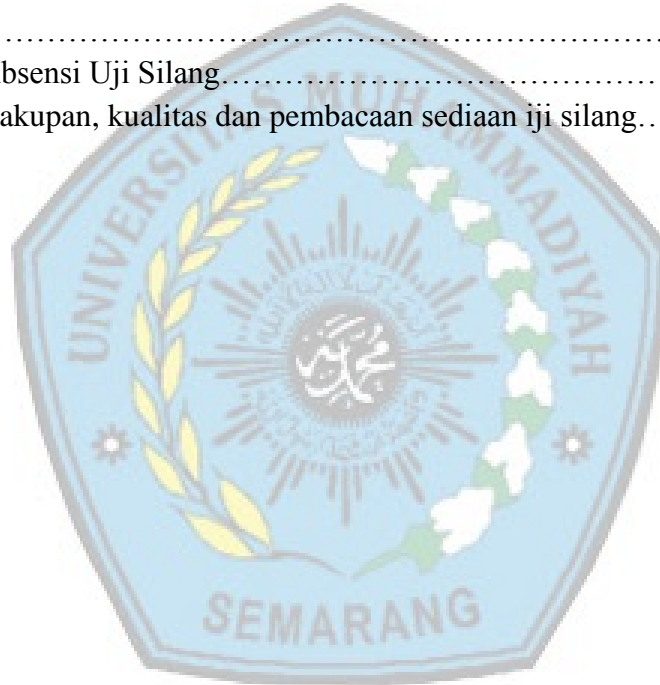 ……………………………………………………
bsensi Uji Silang……………………………………
akupan, kualitas dan pembacaan sediaan iji silang…
UNIVERSITAS MUHAMMADIYAH
SEMARANG